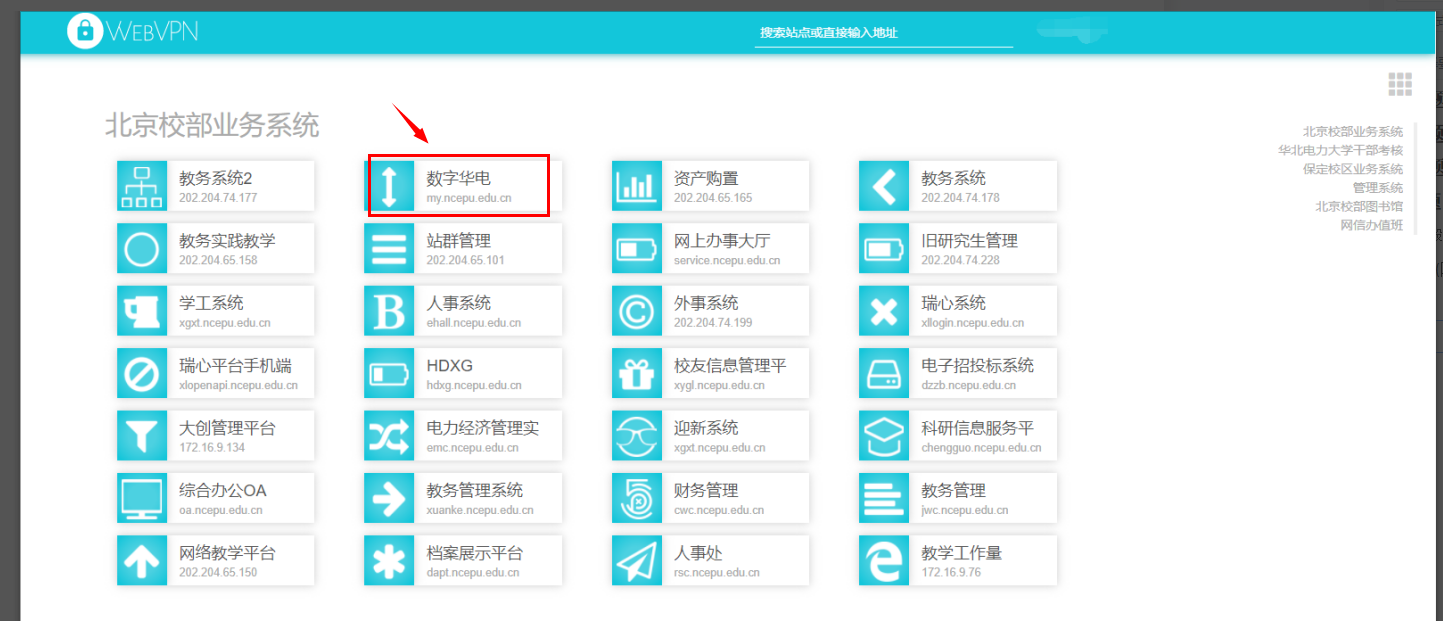 WEBVPN
搜索站点或直接输入地址
北京校部业务系统
教务系统2
202.204.74.177
数字华电
my.ncepu.edu.cn
资产购置
202.204.65.165
教务系统
202.204.74.178
教务实践教学
202.204.65.158
站群管理
202.204.65.101
网上办事大厅
service.ncepu.edu.cn
旧研究生管理
202.204.74.228
学工系统
xgxt.ncepu.edu.cn
人事系统
ehall.ncepu.edu.cn
外事系统
202.204.74.199
瑞心系统
xllogin.ncepu.edu.cn
瑞心平台手机端
xlopenapi.ncepu.edu.cn
HDXG
hdxg.ncepu.edu.cn
校友信息管理平
xygl.ncepu.edu.cn
电子招投标系统
dzzb.ncepu.edu.cn
大创管理平台
172.16.9.134
电力经济管理实
emc.ncepu.edu.cn
迎新系统
xgxt.ncepu.edu.cn
科研信息服务平
chengguo.ncepu.edu.cn
综合办公OA
oa.ncepu.edu.cn
教务管理系统
xuanke.ncepu.edu.cn
财务管理
cwc.ncepu.edu.cn
教务管理
jwc.ncepu.edu.cn
网络教学平台
202.204.65.150
档案展示平台
dapt.ncepu.edu.cn
人事处
rsc.ncepu.edu.cn
教学工作量
172.16.9.76
北京校部业务系统
华北电力大学干部考核
保定校区业务系统
管理系统
北京校部图书馆
网信办值班